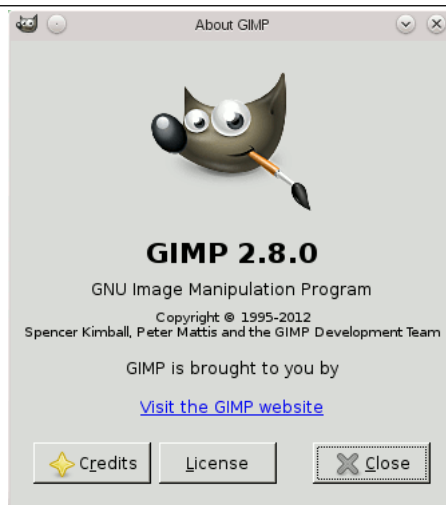 About GIMP
GIMP 2.8.0
GNU Image Manipulation Program
Copyright © 1995-2012
Spencer Kimball, Peter Mattis and the GIMP Development Team
GIMP is brought to you by
Visit the GIMP website
Credits
License
Close